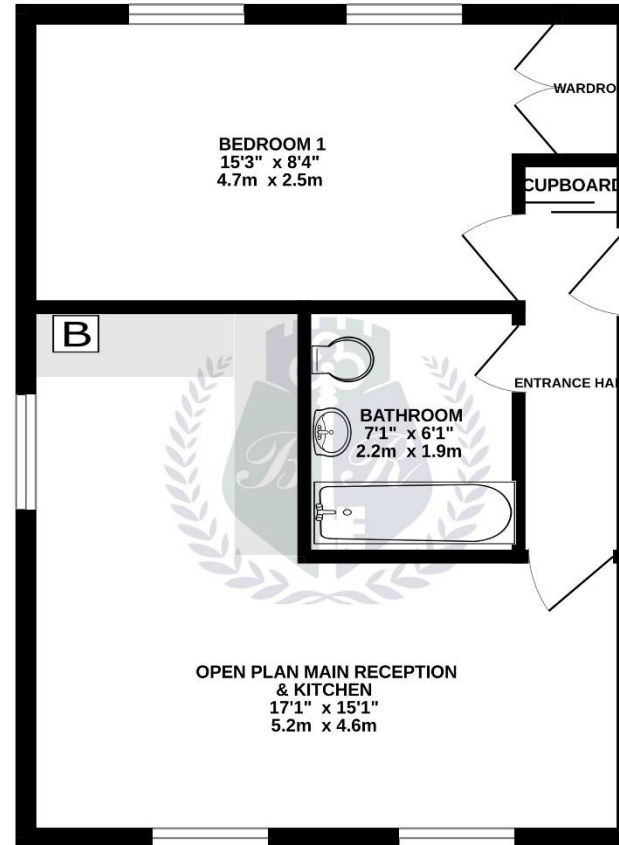 WARDRO
BEDROOM 1
15'3" x 8'4"
4.7m x 2.5m
CUPBOARD
B
ENTRANCE HAL
BATHROOM
7'1" x 6'1"
2.2m x 1.9m
B R
OPEN PLAN MAIN RECEPTION
& KITCHEN
17'1" x 15'1"
5.2m x 4.6m